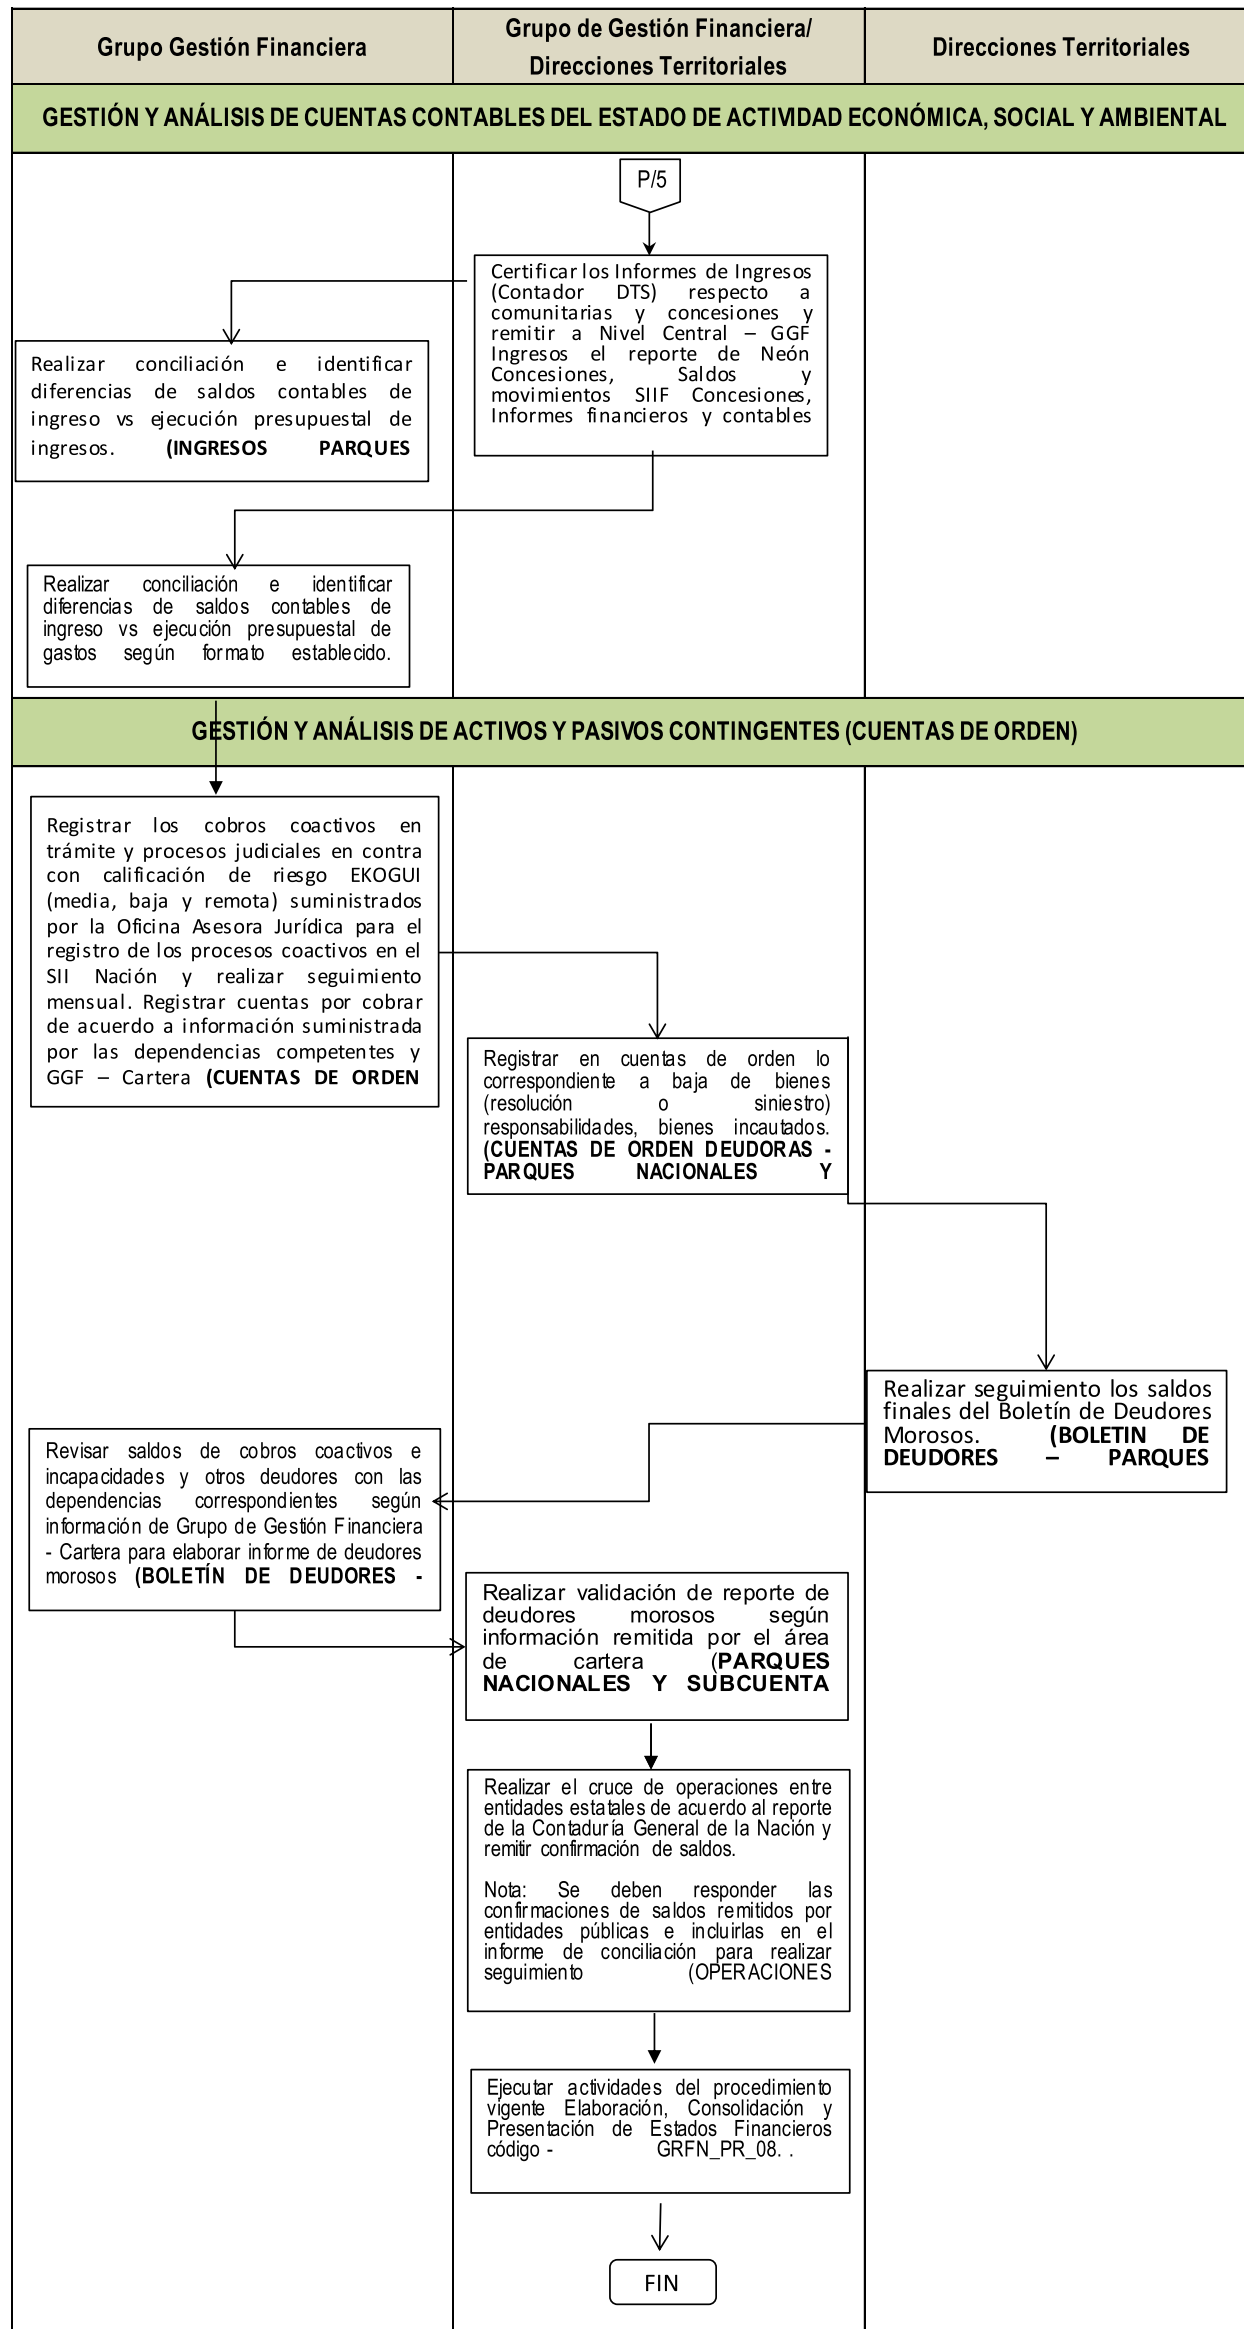 Grupo Gestión Financiera
Grupo de Gestión Financiera/
Direcciones Territoriales
Direcciones Territoriales
GESTIÓN Y ANÁLISIS DE CUENTAS CONTABLES DEL ESTADO DE ACTIVIDAD ECONÓMICA, SOCIAL Y AMBIENTAL
P/5
Certificar los Informes de Ingresos
(Contador DTS) respecto a
comunitarias y concesiones y
remitir a Nivel Central – GGF
Ingresos el reporte de Neón
Concesiones, Saldos y
movimientos SIIF Concesiones,
Informes financieros y contables
Realizar conciliación e identificar
diferencias de saldos contables de
ingreso vs ejecución presupuestal de
ingresos. (INGRESOS PARQUES
Realizar conciliación e identificar
diferencias de saldos contables de
ingreso vs ejecución presupuestal de
gastos según formato establecido.
GESTIÓN Y ANÁLISIS DE ACTIVOS Y PASIVOS CONTINGENTES (CUENTAS DE ORDEN)
Registrar los cobros coactivos en
trámite y procesos judiciales en contra
con calificación de riesgo EKOGUI
(media, baja y remota) suministrados
por la Oficina Asesora Jurídica para el
registro de los procesos coactivos en el
SII Nación y realizar seguimiento
mensual. Registrar cuentas por cobrar
de acuerdo a información suministrada
por las dependencias competentes y
GGF – Cartera (CUENTAS DE ORDEN
Registrar en cuentas de orden lo
correspondiente a baja de bienes
(resolución o siniestro)
responsabilidades, bienes incautados.
(CUENTAS DE ORDEN DEUDORAS -
PARQUES NACIONALES Y
Realizar seguimiento los saldos
finales del Boletín de Deudores
Morosos. (BOLETIN DE
DEUDORES – PARQUES
Revisar saldos de cobros coactivos e
incapacidades y otros deudores con las
dependencias correspondientes según
información de Grupo de Gestión Financiera
- Cartera para elaborar informe de deudores
morosos (BOLETÍN DE DEUDORES -
Realizar validación de reporte de
deudores morosos según
información remitida por el área
de cartera (PARQUES
NACIONALES Y SUBCUENTA
Realizar el cruce de operaciones entre
entidades estatales de acuerdo al reporte
de la Contaduría General de la Nación y
remitir confirmación de saldos.
Nota: Se deben responder las
confirmaciones de saldos remitidos por
entidades públicas e incluirlas en el
informe de conciliación para realizar
seguimiento (OPERACIONES
Ejecutar actividades del procedimiento
vigente Elaboración, Consolidación y
Presentación de Estados Financieros
código - GRFN_PR_08. .
FIN